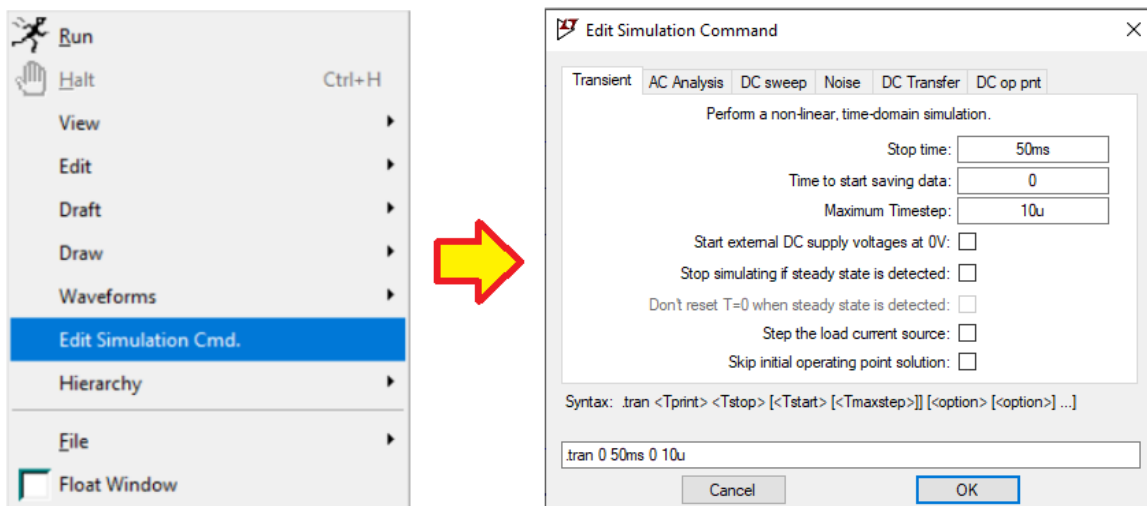 Run
Halt Ctrl+H
View
Edit
Draft
Draw
Waveforms
Edit Simulation Cmd.
Hierarchy
File
Float Window
Edit Simulation Command
Transient AC Analysis DC sweep Noise DC Transfer DC op pnt
Perform a non-linear, time-domain simulation.
Stop time: 50ms
Time to start saving data: 0
Maximum Timestep: 10u
Start external DC supply voltages at 0V:
Stop simulating if steady state is detected:
Don't reset T=0 when steady state is detected:
Step the load current source:
Skip initial operating point solution:
Syntax: .tran <Tprint> <Tstop> [<Tstart> [<Tmaxstep>]] [<option> [<option>] ...]
.tran 0 50ms 0 10u
Cancel OK